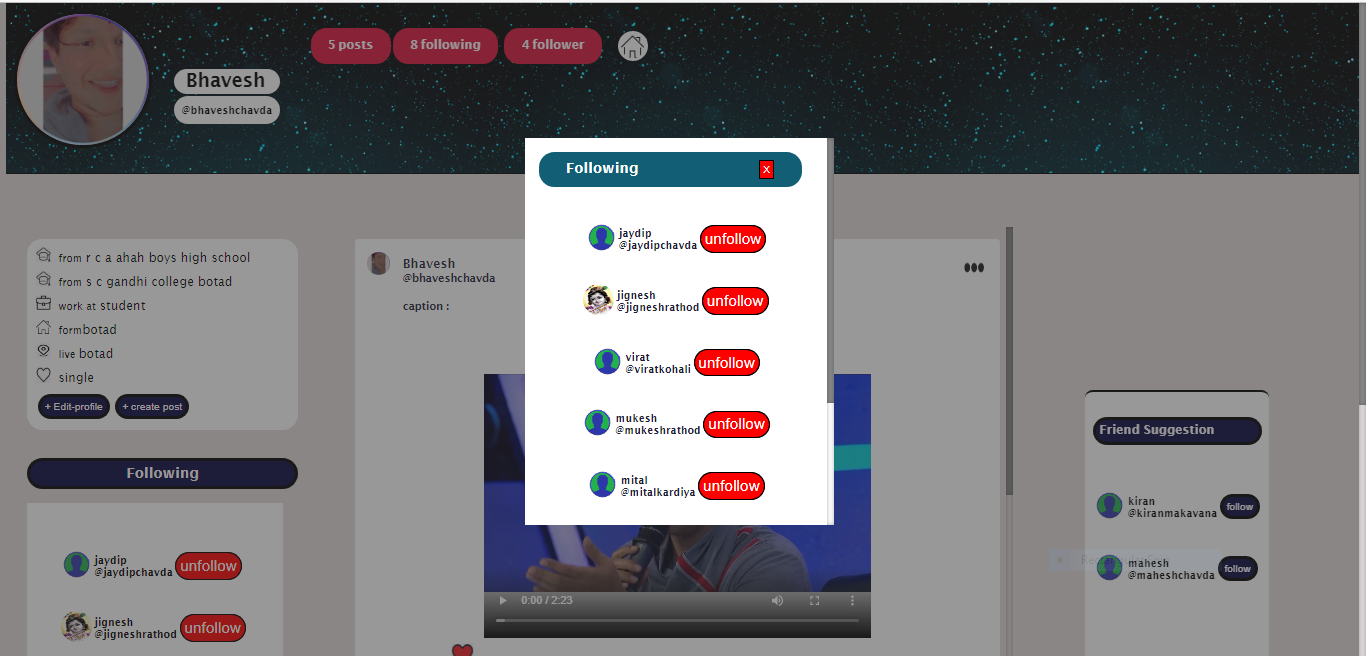 5 posts
8 following
4 follower
Bhavesh
@bhaveshchavda
Following
X
jaydip
@jaydipchavda
unfollow
jignesh
@jigneshrathod
unfollow
virat
@viratkohali
unfollow
mukesh
@mukeshrathod
unfollow
mital
@mitalkardiya
unfollow
from r c a ahah boys high school
from s c gandhi college botad
work at student
formbotad
live botad
single
+ Edit-profile
+ create post
Following
jaydip
@jaydipchavda
unfollow
jignesh
@jigneshrathod
unfollow
Bhavesh
@bhaveshchavda
caption :
0:00 / 2:23
Friend Suggestion
kiran
@kiranmakavana
follow
mahesh
@maheshchavda
follow